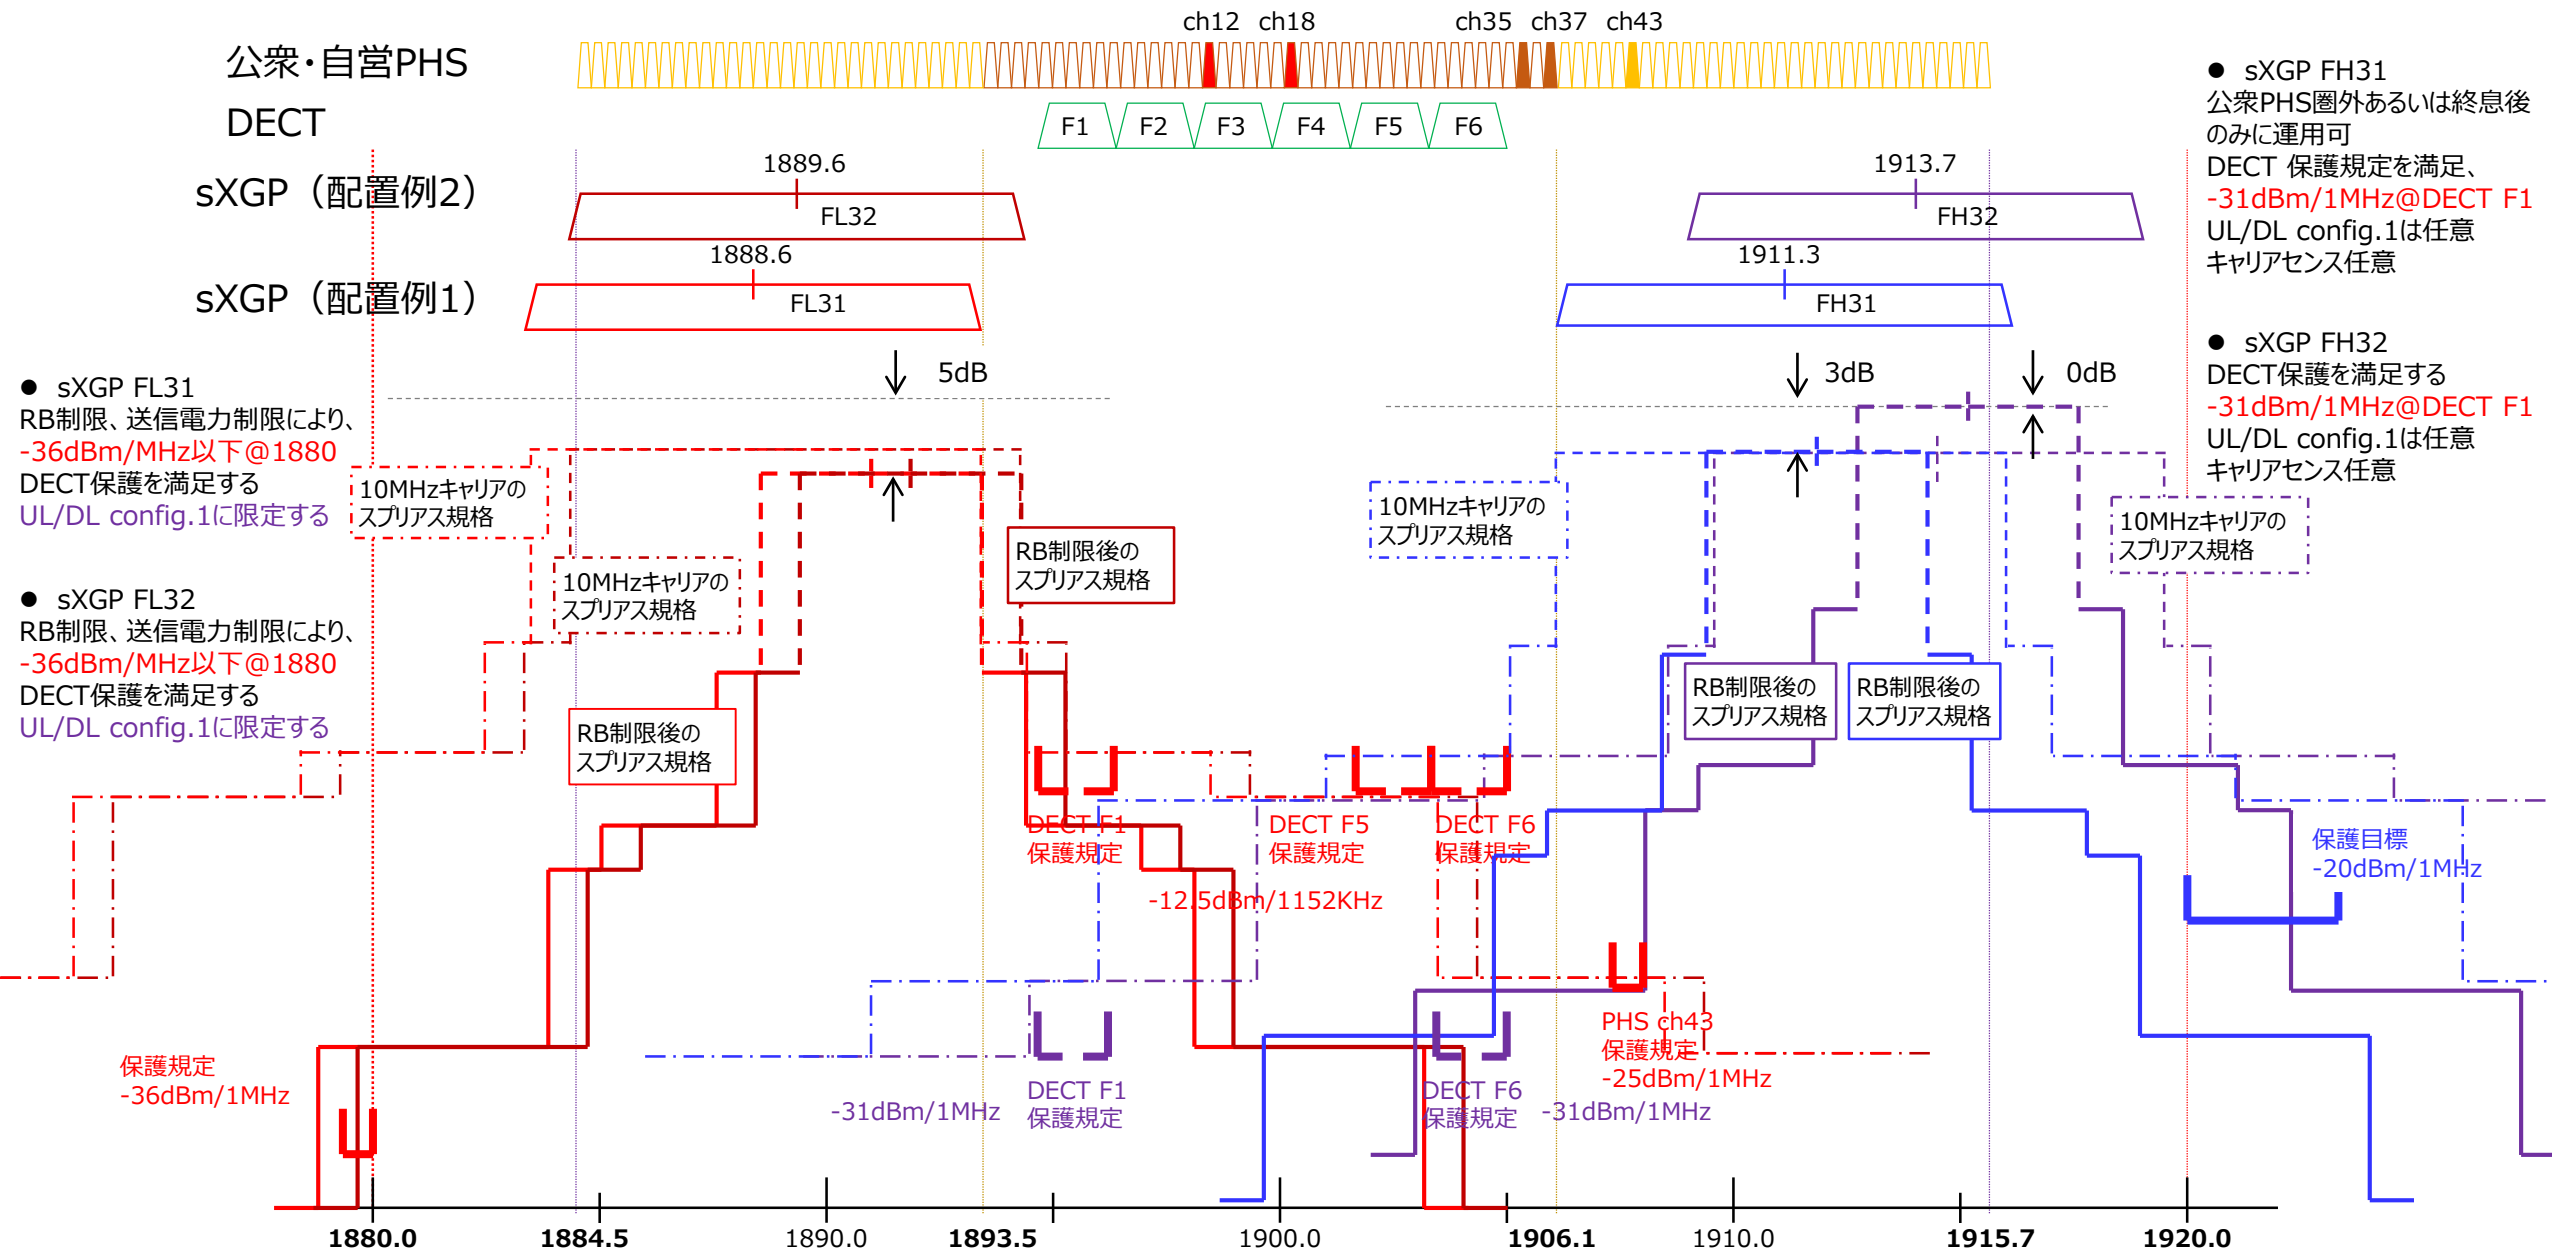 ch12 ch18 ch35 ch37 ch43
公衆・自営PHS
DECT
F1 F2 F3 F4 F5 F6
sXGP（配置例2）
1889.6
FL32
1913.7
FH32
sXGP（配置例1）
1888.6
FL31
1911.3
FH31
● sXGP FH31
公衆PHS圏外あるいは終息後
のみに運用可
DECT 保護規定を満足、
-31dBm/1MHz@DECT F1
UL/DL config.1は任意
キャリアセンス任意
● sXGP FH32
DECT保護を満足する
-31dBm/1MHz@DECT F1
UL/DL config.1は任意
キャリアセンス任意
5dB
3dB
0dB
● sXGP FL31
RB制限、送信電力制限により、
-36dBm/MHz以下@1880
DECT保護を満足する
UL/DL config.1に限定する
● sXGP FL32
RB制限、送信電力制限により、
-36dBm/MHz以下@1880
DECT保護を満足する
UL/DL config.1に限定する
10MHzキャリアの
スプリアス規格
10MHzキャリアの
スプリアス規格
RB制限後の
スプリアス規格
RB制限後の
スプリアス規格
10MHzキャリアの
スプリアス規格
10MHzキャリアの
スプリアス規格
RB制限後の
スプリアス規格
RB制限後の
スプリアス規格
DECT F1
保護規定
DECT F5
保護規定
DECT F6
保護規定
-12.5dBm/1152KHz
保護目標
-20dBm/1MHz
保護規定
-36dBm/1MHz
-31dBm/1MHz
DECT F1
保護規定
DECT F6
保護規定
-31dBm/1MHz
PHS ch43
保護規定
-25dBm/1MHz
1880.0 1884.5 1890.0 1893.5 1900.0 1906.1 1910.0 1915.7 1920.0